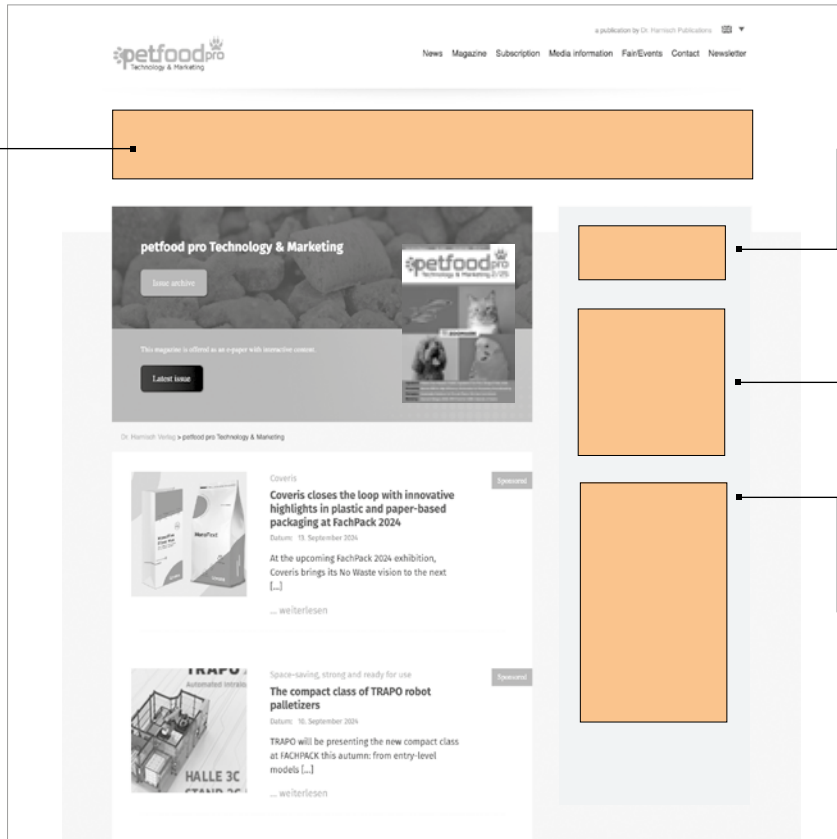 a publication by Dr. Harnisch Publications
petfood pro
Technology & Marketing
News Magazine Subscription Media information Fair/Events Contact Newsletter
petfood pro Technology & Marketing
Issue archive
petfood pro
Technology & Marketing 2/25
This magazine is offered as an e-paper with interactive content.
Latest issue
Dr. Harnisch Verlag > petfood pro Technology & Marketing
Coveris
Sponsored
Coveris closes the loop with innovative
highlights in plastic and paper-based
packaging at FachPack 2024
Datum: 13. September 2024
At the upcoming FachPack 2024 exhibition,
Coveris brings its No Waste vision to the next
[...]
... weiterlesen
TRAPO
Automated intralo
HALLE 3C
Space-saving, strong and ready for use
Sponsored
The compact class of TRAPO robot
palletizers
Datum: 10. September 2024
TRAPO will be presenting the new compact class
at FACHPACK this autumn: from entry-level
models [...]
... weiterlesen